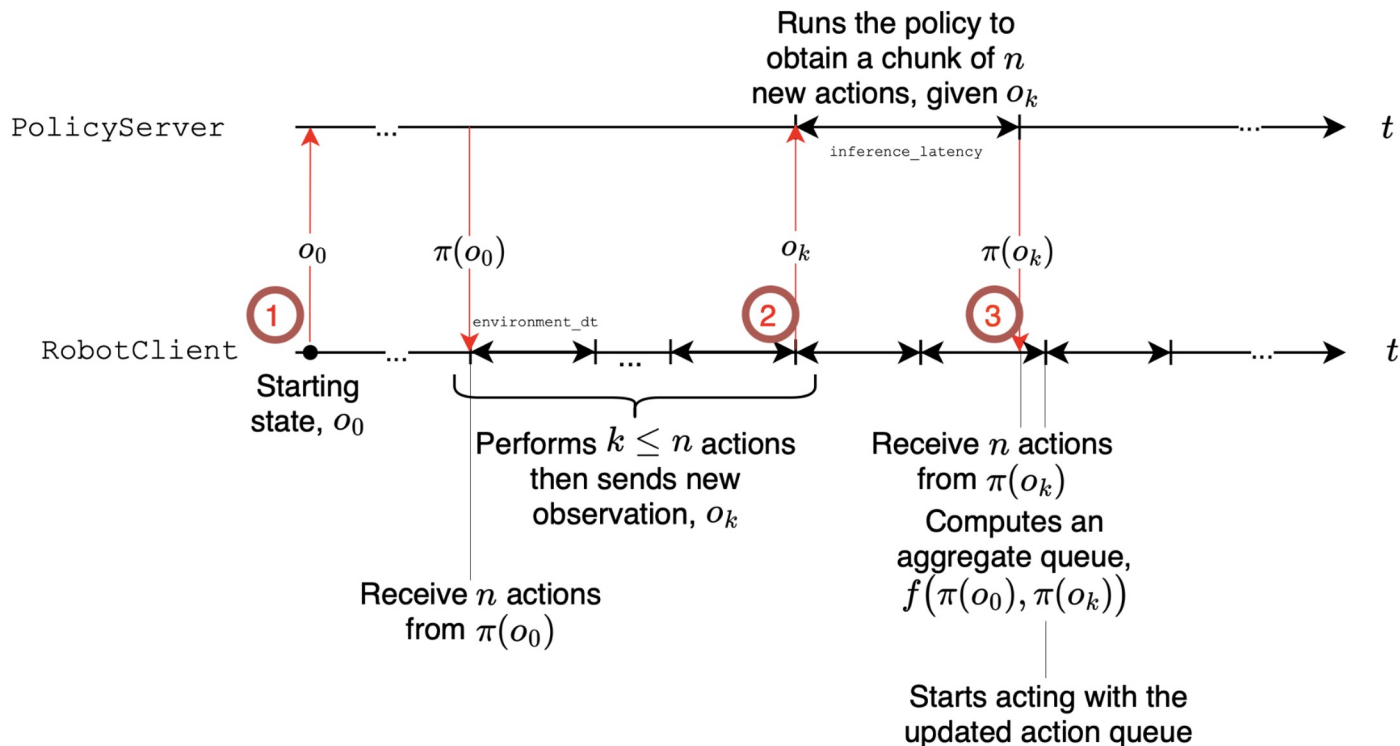 Runs the policy to
obtain a chunk of n
new actions, given o_k
PolicyServer
...
inference_latency
...
t
o_0
π(o_0)
o_k
π(o_k)
1
2
3
environment_dt
RobotClient
...
...
...
t
Starting
state, o_0
Performs k ≤ n actions
then sends new
observation, o_k
Receive n actions
from π(o_k)
Computes an
aggregate queue,
f(π(o_0), π(o_k))
Receive n actions
from π(o_0)
Starts acting with the
updated action queue